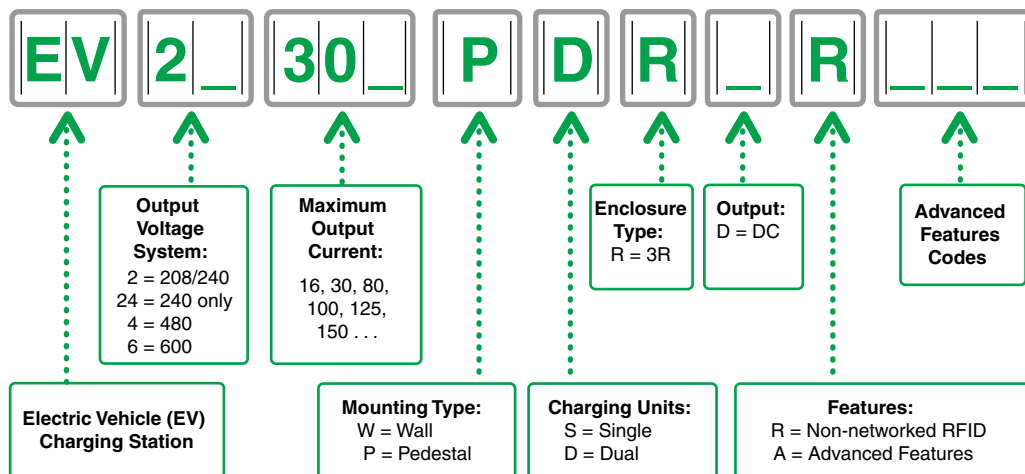 EV 2_ 30_ P D R _ R _ _ _
Output
Voltage
System:
2 = 208/240
24 = 240 only
4 = 480
6 = 600
Maximum
Output
Current:
16, 30, 80,
100, 125,
150 . . .
Enclosure
Type:
R = 3R
Output:
D = DC
Advanced
Features
Codes
Electric Vehicle (EV)
Charging Station
Mounting Type:
W = Wall
P = Pedestal
Charging Units:
S = Single
D = Dual
Features:
R = Non-networked RFID
A = Advanced Features